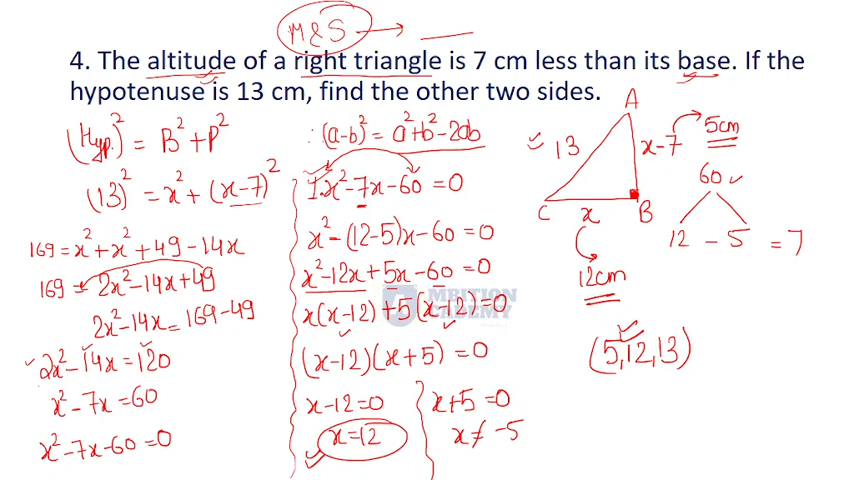 M&S
4. The altitude of a right triangle is 7 cm less than its base. If the
hypotenuse is 13 cm, find the other two sides.
(Hyp.)² = B² + P²
(13)² = x² + (x-7)²
169 = x² + x² + 49 - 14x
169 = 2x² - 14x + 49
2x² - 14x = 169 - 49
2x² - 14x = 120
x² - 7x = 60
x² - 7x - 60 = 0
∴ (a-b)² = a² + b² - 2ab
1·x² - 7x - 60 = 0
x² - (12-5)x - 60 = 0
x² - 12x + 5x - 60 = 0
x(x-12) + 5(x-12) = 0
(x-12)(x+5) = 0
x-12 = 0
x = 12
x+5 = 0
x ≠ -5
A
13
x-7
5cm
C
x
B
12cm
60
12 - 5 = 7
(5,12,13)
MBITION
CADEMY